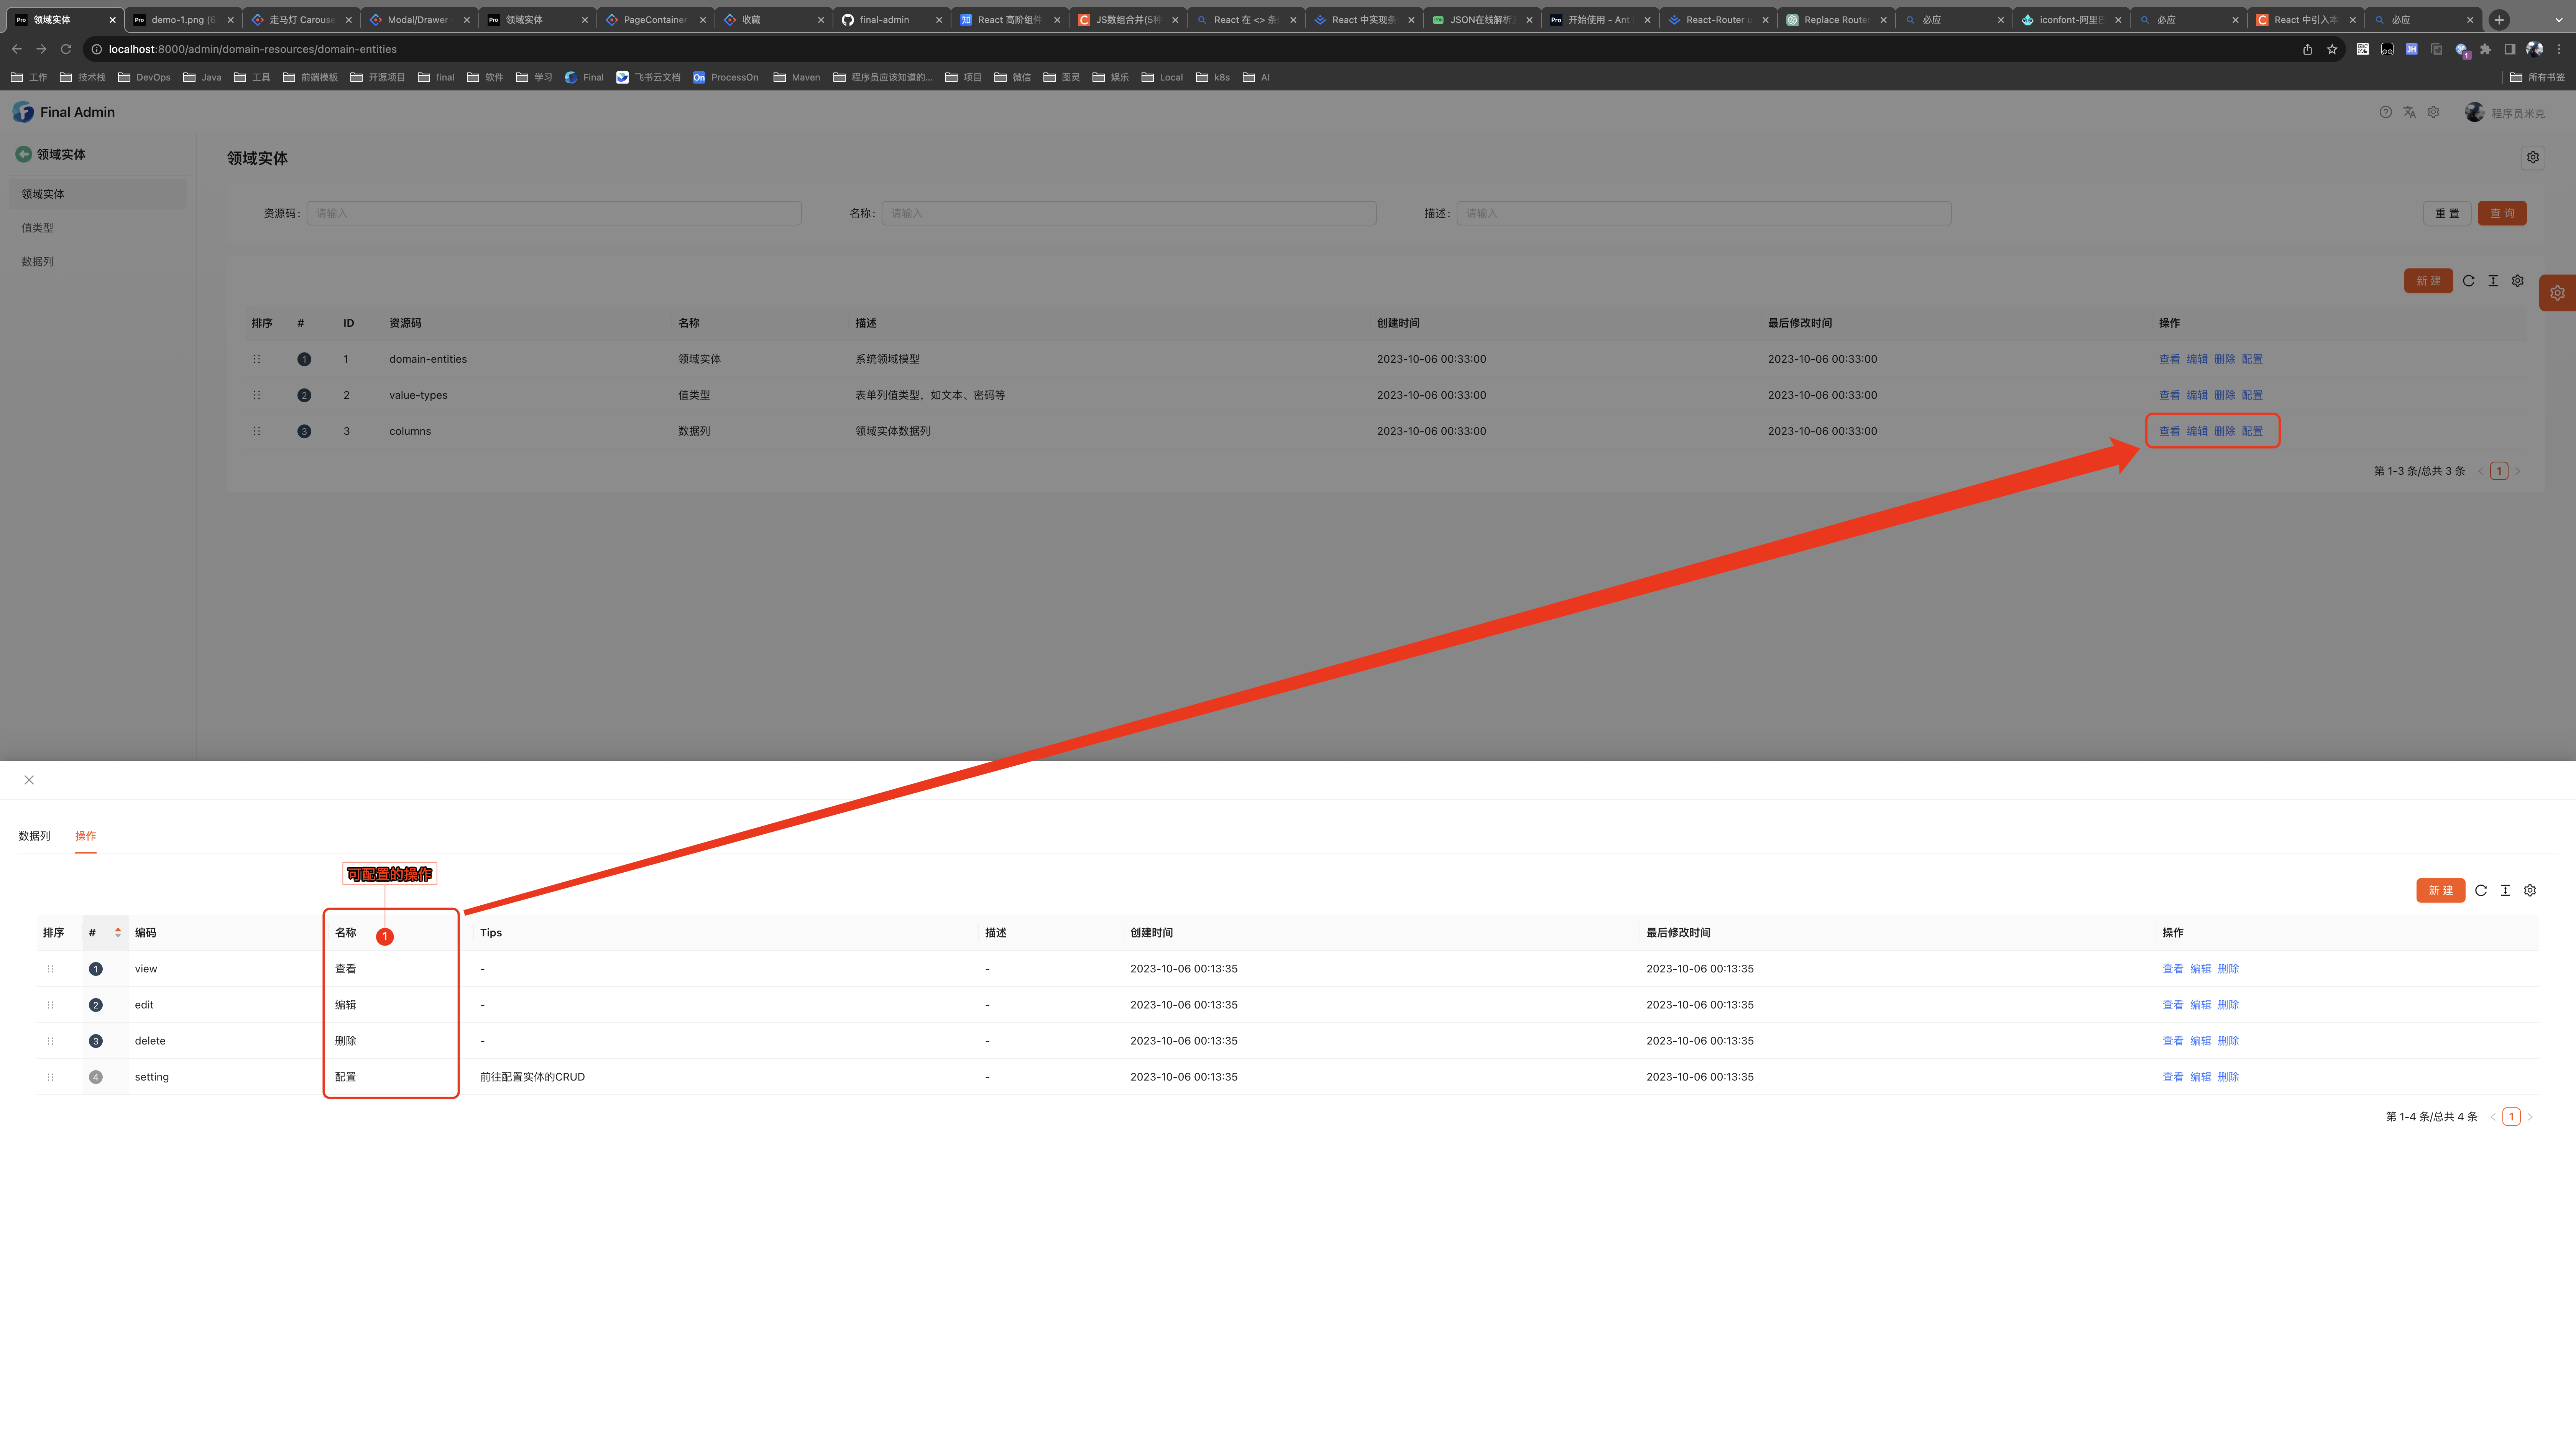 领域实体 demo-1.png (6 走马灯 Carouse Modal/Drawer 领域实体 PageContainer 收藏 final-admin React 高阶组件 JS数组合并(5种 React 在 <> 条 React 中实现条 JSON在线解析 开始使用 - Ant React-Router Replace Router 必应 iconfont-阿里巴 必应 React 中引入本 必应
localhost:8000/admin/domain-resources/domain-entities
工作 技术栈 DevOps Java 工具 前端模板 开源项目 final 软件 学习 Final 飞书云文档 ProcessOn Maven 程序员应该知道的... 项目 微信 图灵 娱乐 Local k8s AI 所有书签
Final Admin 程序员米克
领域实体
领域实体
值类型
数据列
领域实体
资源码: 请输入 名称: 请输入 描述: 请输入 重 置 查 询
新 建
排序 # ID 资源码 名称 描述 创建时间 最后修改时间 操作
1 1 domain-entities 领域实体 系统领域模型 2023-10-06 00:33:00 2023-10-06 00:33:00 查看 编辑 删除 配置
2 2 value-types 值类型 表单列值类型，如文本、密码等 2023-10-06 00:33:00 2023-10-06 00:33:00 查看 编辑 删除 配置
3 3 columns 数据列 领域实体数据列 2023-10-06 00:33:00 2023-10-06 00:33:00 查看 编辑 删除 配置
第 1-3 条/总共 3 条 < 1 >
数据列 操作
可配置的操作
新 建
排序 # 编码 名称 1 Tips 描述 创建时间 最后修改时间 操作
1 view 查看 - - 2023-10-06 00:13:35 2023-10-06 00:13:35 查看 编辑 删除
2 edit 编辑 - - 2023-10-06 00:13:35 2023-10-06 00:13:35 查看 编辑 删除
3 delete 删除 - - 2023-10-06 00:13:35 2023-10-06 00:13:35 查看 编辑 删除
4 setting 配置 前往配置实体的CRUD - 2023-10-06 00:13:35 2023-10-06 00:13:35 查看 编辑 删除
第 1-4 条/总共 4 条 < 1 >